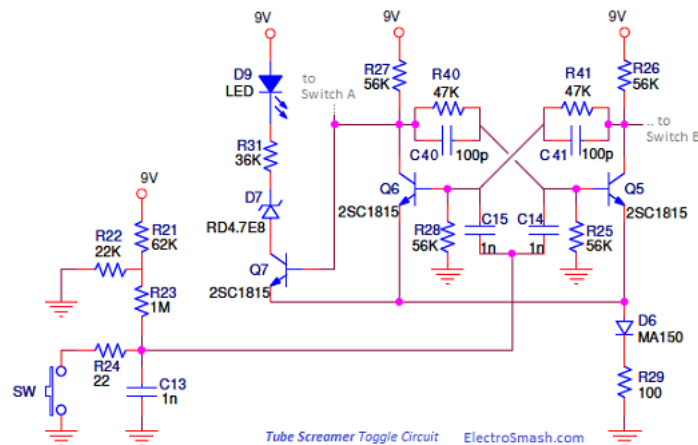 9V
9V
9V
D9
LED
to
Switch A
R27
56K
R40
47K
R41
47K
R26
56K
.. to
Switch B
C40
100p
C41
100p
R31
36K
D7
RD4.7E8
9V
Q6
2SC1815
Q5
2SC1815
R21
62K
R22
22K
C15
1n
C14
1n
R28
56K
R25
56K
Q7
2SC1815
R23
1M
D6
MA150
R24
22
C13
1n
SW
R29
100
Tube Screamer Toggle Circuit ElectroSmash.com